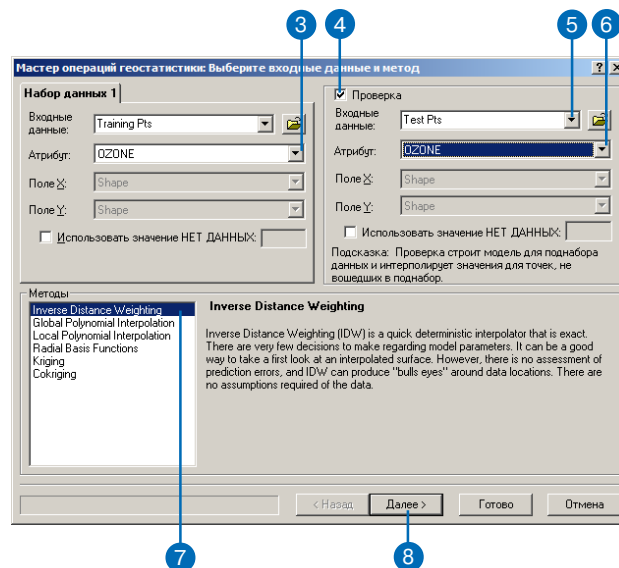 3 4 5 6
Мастер операций геостатистики: Выберите входные данные и метод
Набор данных 1
Входные данные:
Training Pts
Атрибут:
OZONE
Поле X:
Shape
Поле Y:
Shape
Использовать значение НЕТ ДАННЫХ:
Проверка
Входные данные:
Test Pts
Атрибут:
OZONE
Поле X:
Shape
Поле Y:
Shape
Использовать значение НЕТ ДАННЫХ:
Подсказка: Проверка строит модель для поднабора
данных и интерполирует значения для точек, не
вошедших в поднабор.
Методы
Inverse Distance Weighting
Global Polynomial Interpolation
Local Polynomial Interpolation
Radial Basis Functions
Kriging
Cokriging
Inverse Distance Weighting
Inverse Distance Weighting (IDW) is a quick deterministic interpolator that is exact.
There are very few decisions to make regarding model parameters. It can be a good
way to take a first look at an interpolated surface. However, there is no assessment of
prediction errors, and IDW can produce "bulls eyes" around data locations. There are
no assumptions required of the data.
< Назад Далее > Готово Отмена
7 8